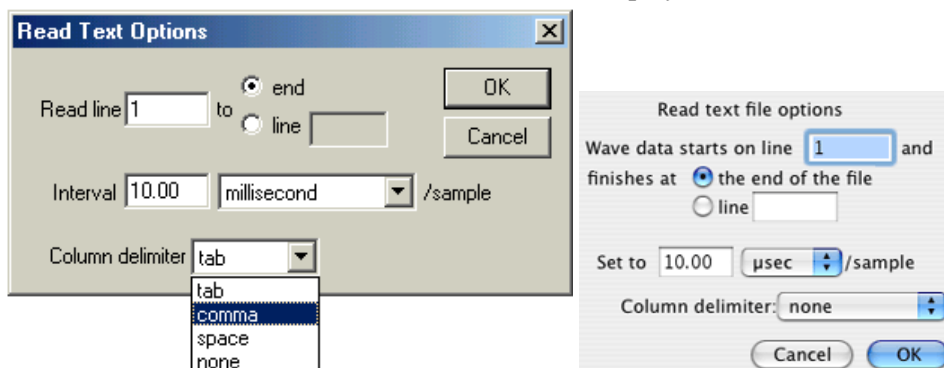 Read Text Options
Read line 1 to end
line
OK
Cancel
Interval 10.00 millisecond /sample
Column delimiter tab
tab
comma
space
none
Read text file options
Wave data starts on line 1 and
finishes at the end of the file
line
Set to 10.00 µsec /sample
Column delimiter: none
Cancel OK